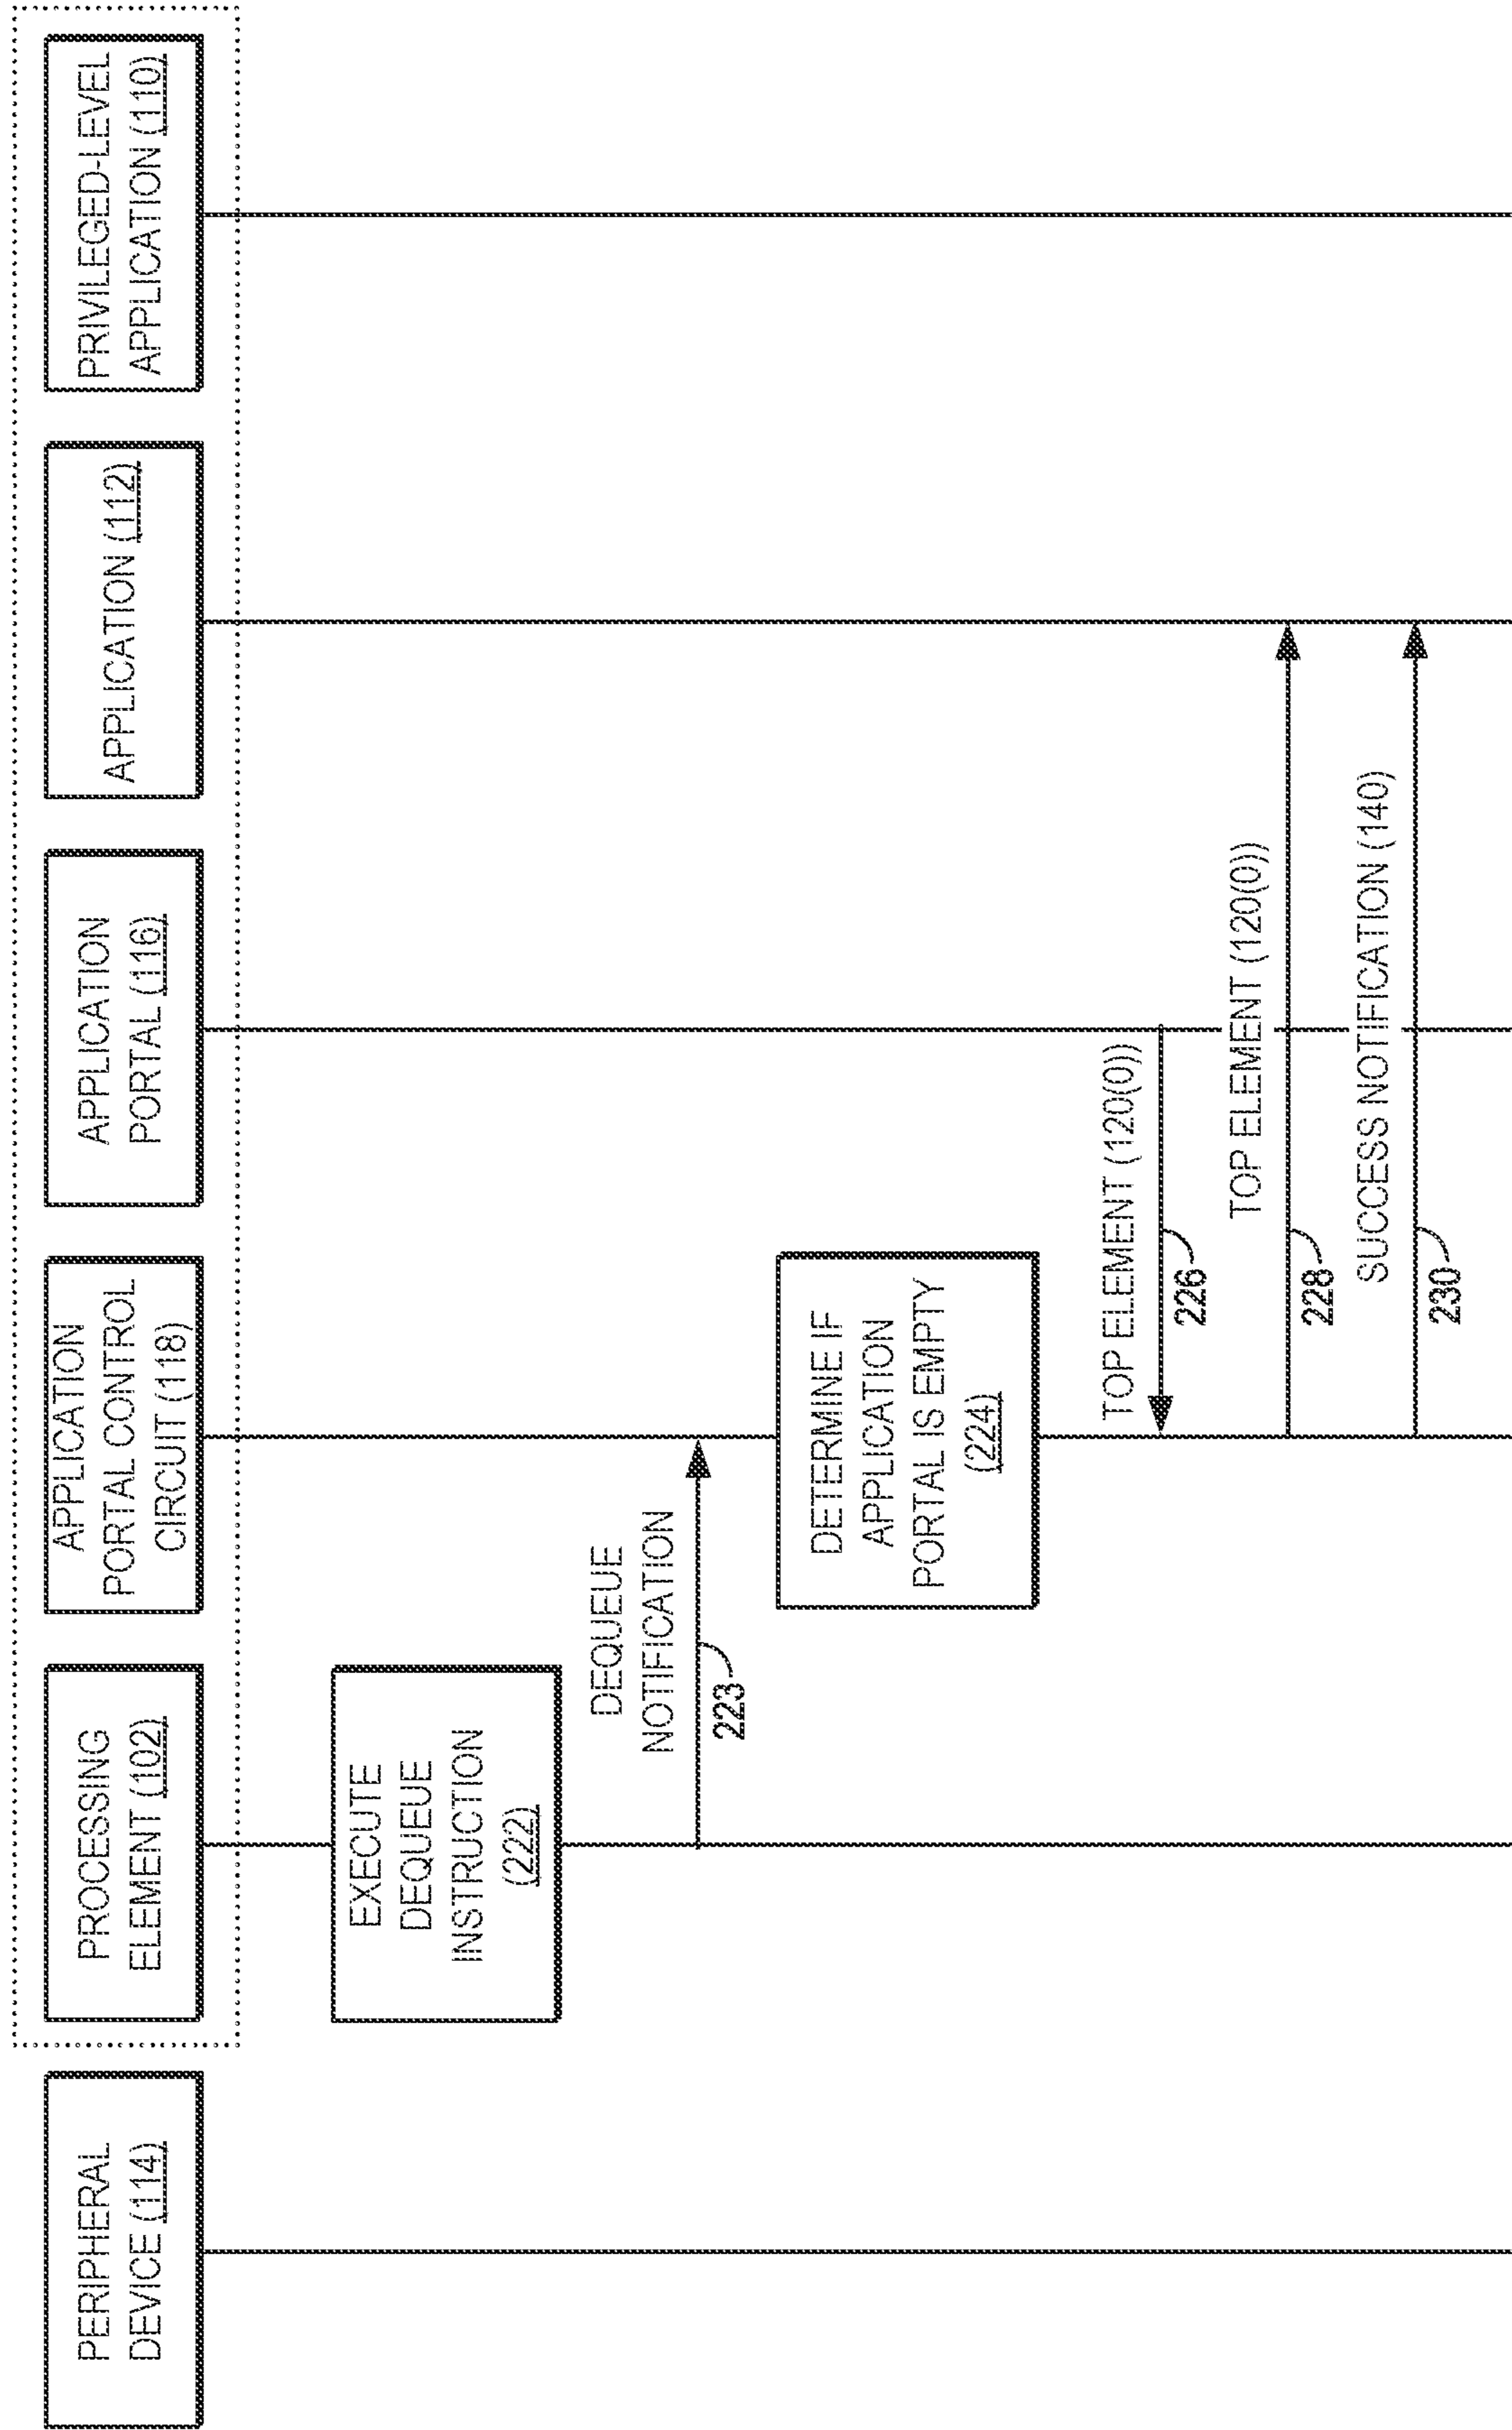 PERIPHERAL
DEVICE (114)
PROCESSING
ELEMENT (102)
APPLICATION
PORTAL CONTROL
CIRCUIT (118)
APPLICATION
PORTAL (116)
APPLICATION (112)
PRIVILEGED-LEVEL
APPLICATION (110)
EXECUTE
DEQUEUE
INSTRUCTION
(222)
DEQUEUE
NOTIFICATION
223
DETERMINE IF
APPLICATION
PORTAL IS EMPTY
(224)
TOP ELEMENT (120(0))
226
TOP ELEMENT (120(0))
228
SUCCESS NOTIFICATION (140)
230